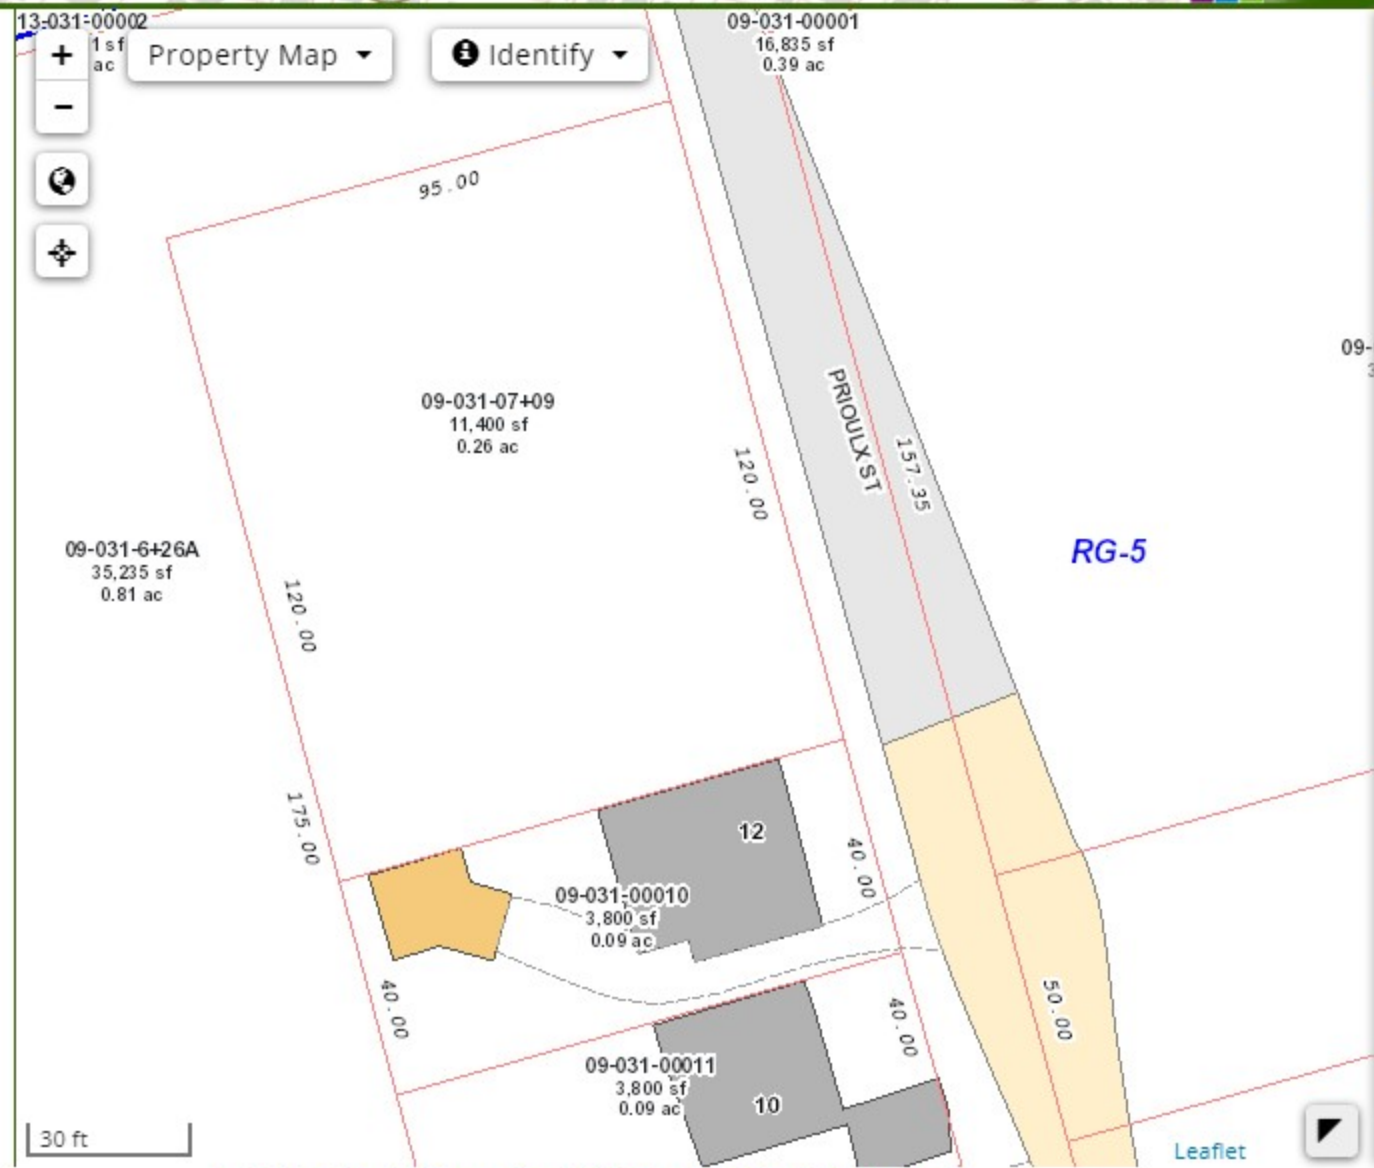 13-031-00002
1 sf
ac
+
−
Property Map
Identify
09-031-00001
16,835 sf
0.39 ac
95.00
09-031-07+09
11,400 sf
0.26 ac
120.00
PRIOULX ST
157.35
09-
RG-5
09-031-6+26A
35,235 sf
0.81 ac
120.00
175.00
12
40.00
09-031-00010
3,800 sf
0.09 ac
40.00
40.00
50.00
09-031-00011
3,800 sf
0.09 ac
10
30 ft
Leaflet